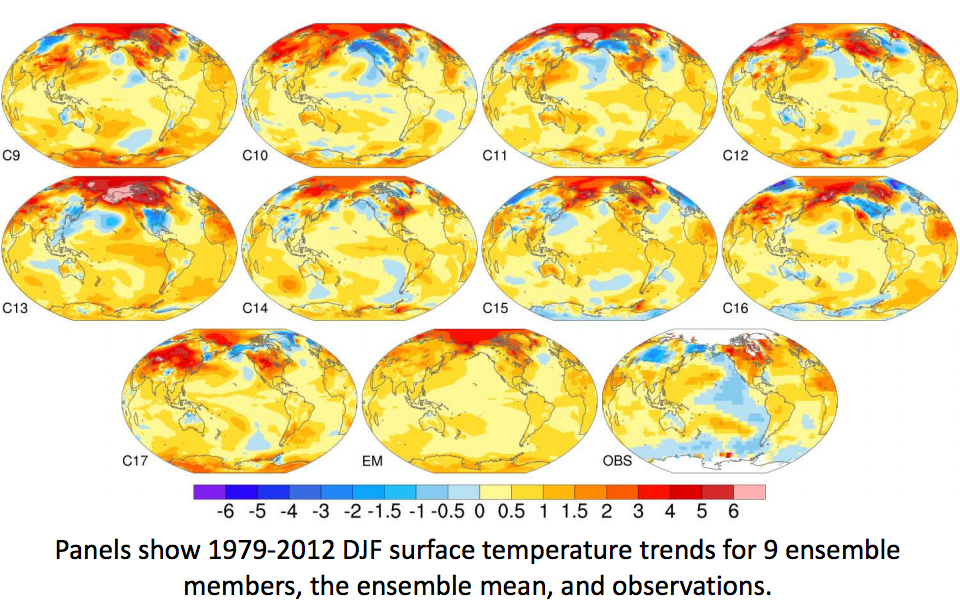 C9
C10
C11
C12
C13
C14
C15
C16
C17
EM
OBS
-6 -5 -4 -3 -2 -1.5 -1 -0.5 0 0.5 1 1.5 2 3 4 5 6
Panels show 1979-2012 DJF surface temperature trends for 9 ensemble
members, the ensemble mean, and observations.